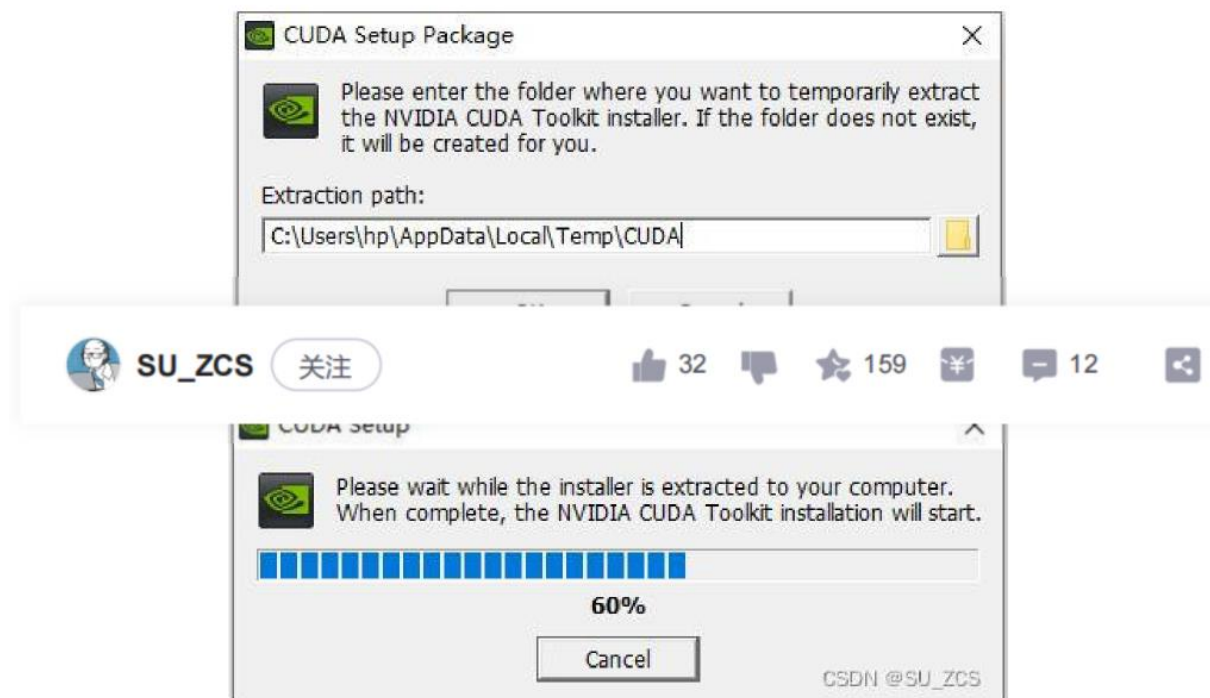 CUDA Setup Package
Please enter the folder where you want to temporarily extract
the NVIDIA CUDA Toolkit installer. If the folder does not exist,
it will be created for you.
Extraction path:
C:\Users\hp\AppData\Local\Temp\CUDA
SU_ZCS 关注 32 159 12
CUDA Setup
Please wait while the installer is extracted to your computer.
When complete, the NVIDIA CUDA Toolkit installation will start.
60%
Cancel
CSDN @SU_ZCS